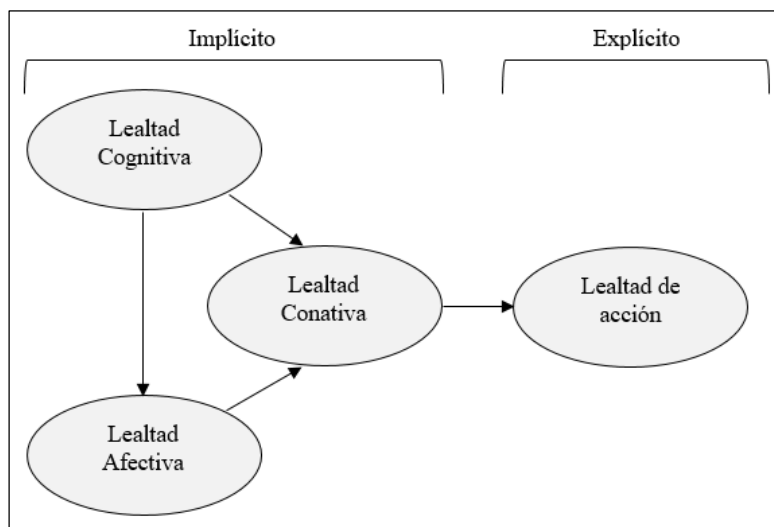 Implícito
Explícito
Lealtad
Cognitiva
Lealtad
Conativa
Lealtad de
acción
Lealtad
Afectiva